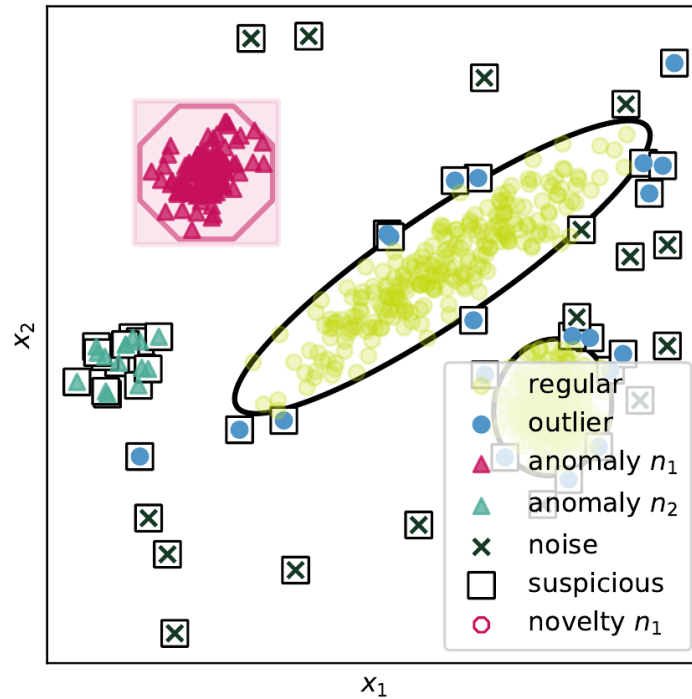 x₂
regular
outlier
anomaly n₁
anomaly n₂
noise
suspicious
novelty n₁
x₁